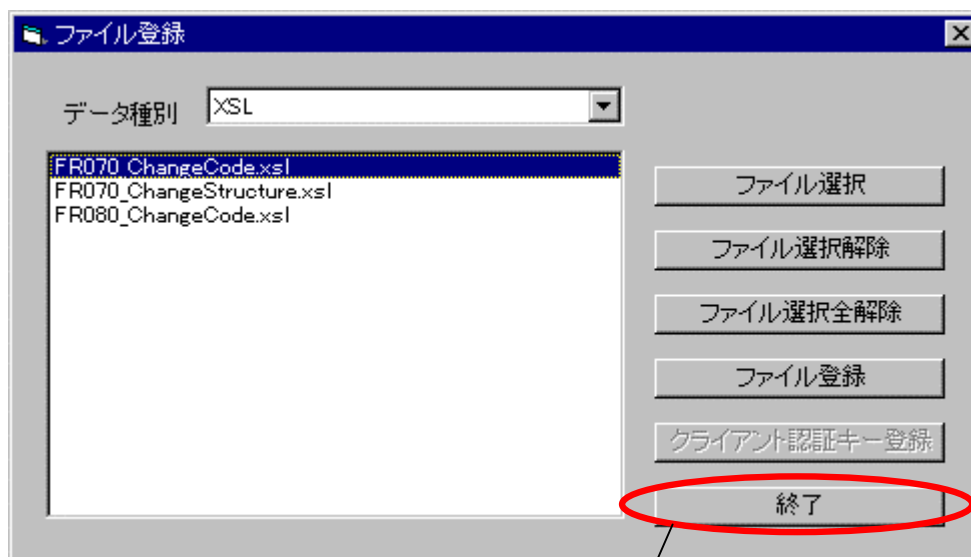 ファイル登録
データ種別
XSL
FR070_ChangeCode.xsl
FR070_ChangeStructure.xsl
FR080_ChangeCode.xsl
ファイル選択
ファイル選択解除
ファイル選択全解除
ファイル登録
クライアント認証キー登録
終了